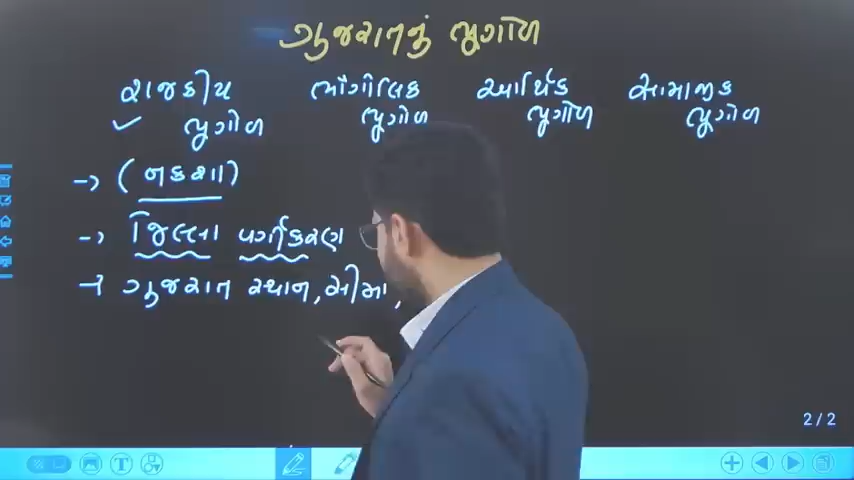 ગુજરાતનું ભુગોળ
રાજકીય ભૌગોલિક આર્થિક સામાજીક
ભુગોળ ભુગોળ ભુગોળ ભુગોળ
→ (નકશા)
→ જિલ્લા વર્ગીકરણ
→ ગુજરાત સ્થાન, સીમા,
2/2